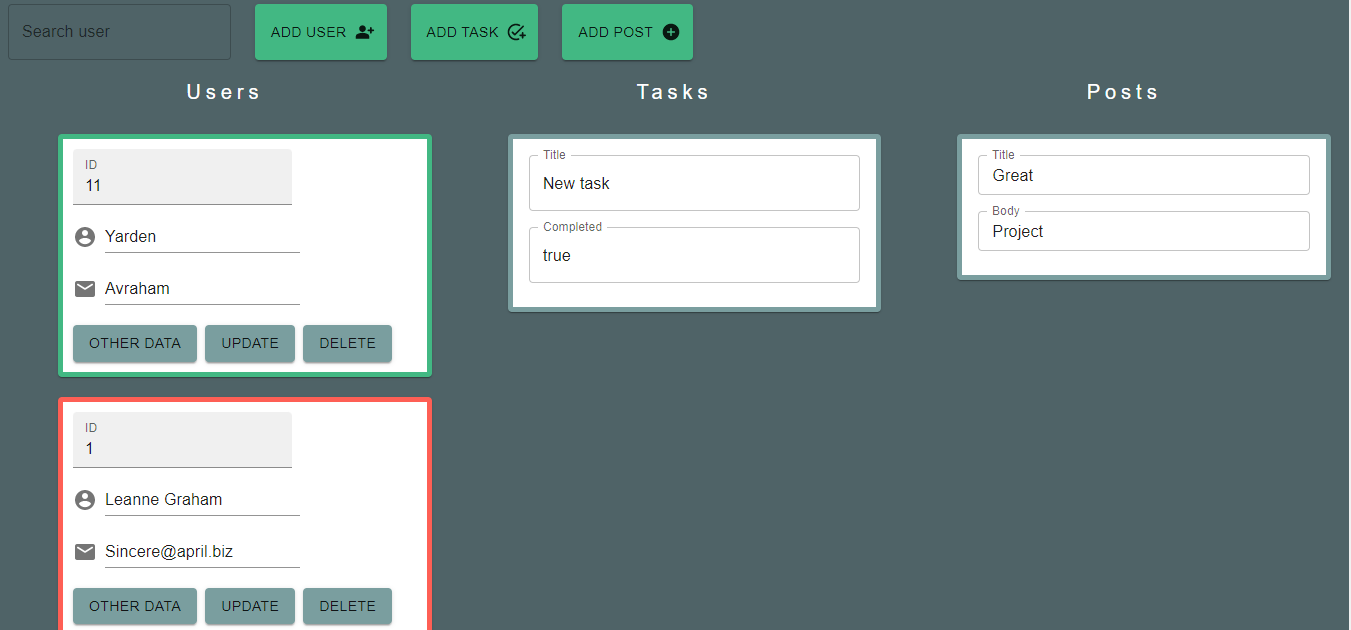 Search user
ADD USER
ADD TASK
ADD POST
Users
Tasks
Posts
ID
11
Yarden
Avraham
OTHER DATA
UPDATE
DELETE
ID
1
Leanne Graham
Sincere@april.biz
OTHER DATA
UPDATE
DELETE
Title
New task
Completed
true
Title
Great
Body
Project